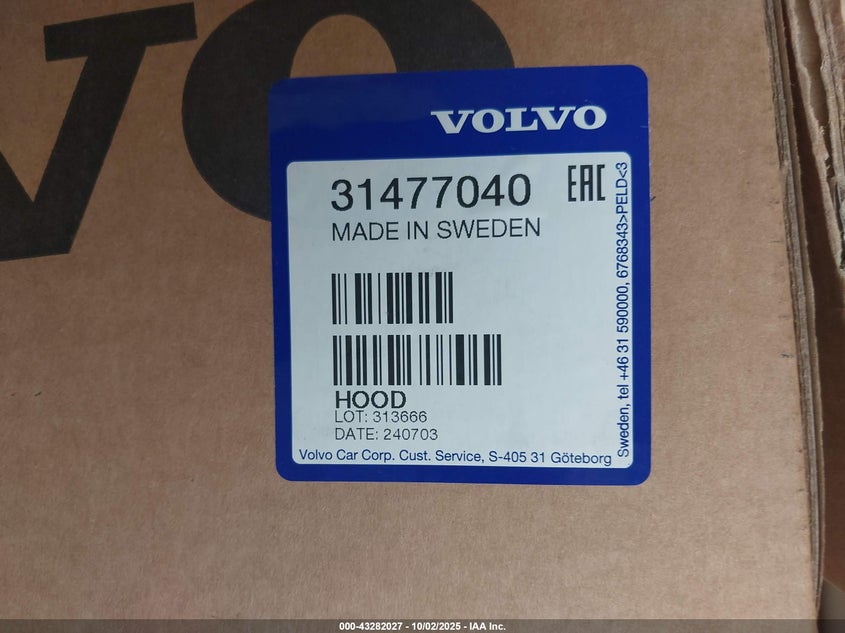 VO
VOLVO
31477040
EAC
MADE IN SWEDEN
HOOD
LOT: 313666
DATE: 240703
Volvo Car Corp. Cust. Service, S-405 31 Göteborg
Sweden, tel +46 31 590000, 6768343>PELD<3
000-43282027 - 10/02/2025 - IAA Inc.